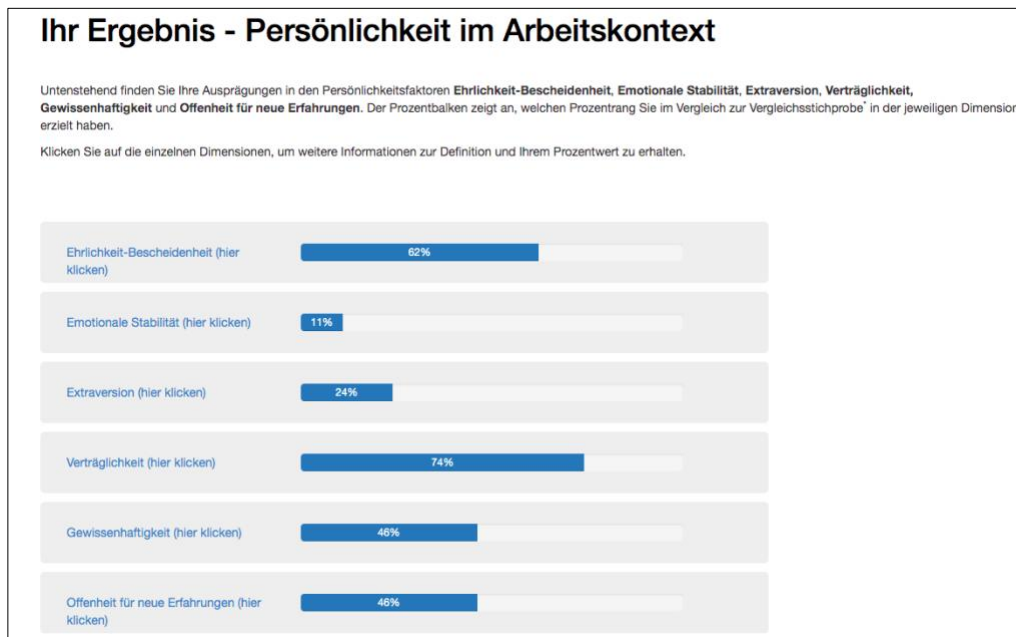 Ihr Ergebnis - Persönlichkeit im Arbeitskontext
Untenstehend finden Sie Ihre Ausprägungen in den Persönlichkeitsfaktoren Ehrlichkeit-Bescheidenheit, Emotionale Stabilität, Extraversion, Verträglichkeit,
Gewissenhaftigkeit und Offenheit für neue Erfahrungen. Der Prozentbalken zeigt an, welchen Prozentrang Sie im Vergleich zur Vergleichsstichprobe* in der jeweiligen Dimension
erzielt haben.
Klicken Sie auf die einzelnen Dimensionen, um weitere Informationen zur Definition und Ihrem Prozentwert zu erhalten.
Ehrlichkeit-Bescheidenheit (hier
klicken)
62%
Emotionale Stabilität (hier klicken)
11%
Extraversion (hier klicken)
24%
Verträglichkeit (hier klicken)
74%
Gewissenhaftigkeit (hier klicken)
46%
Offenheit für neue Erfahrungen (hier
klicken)
46%